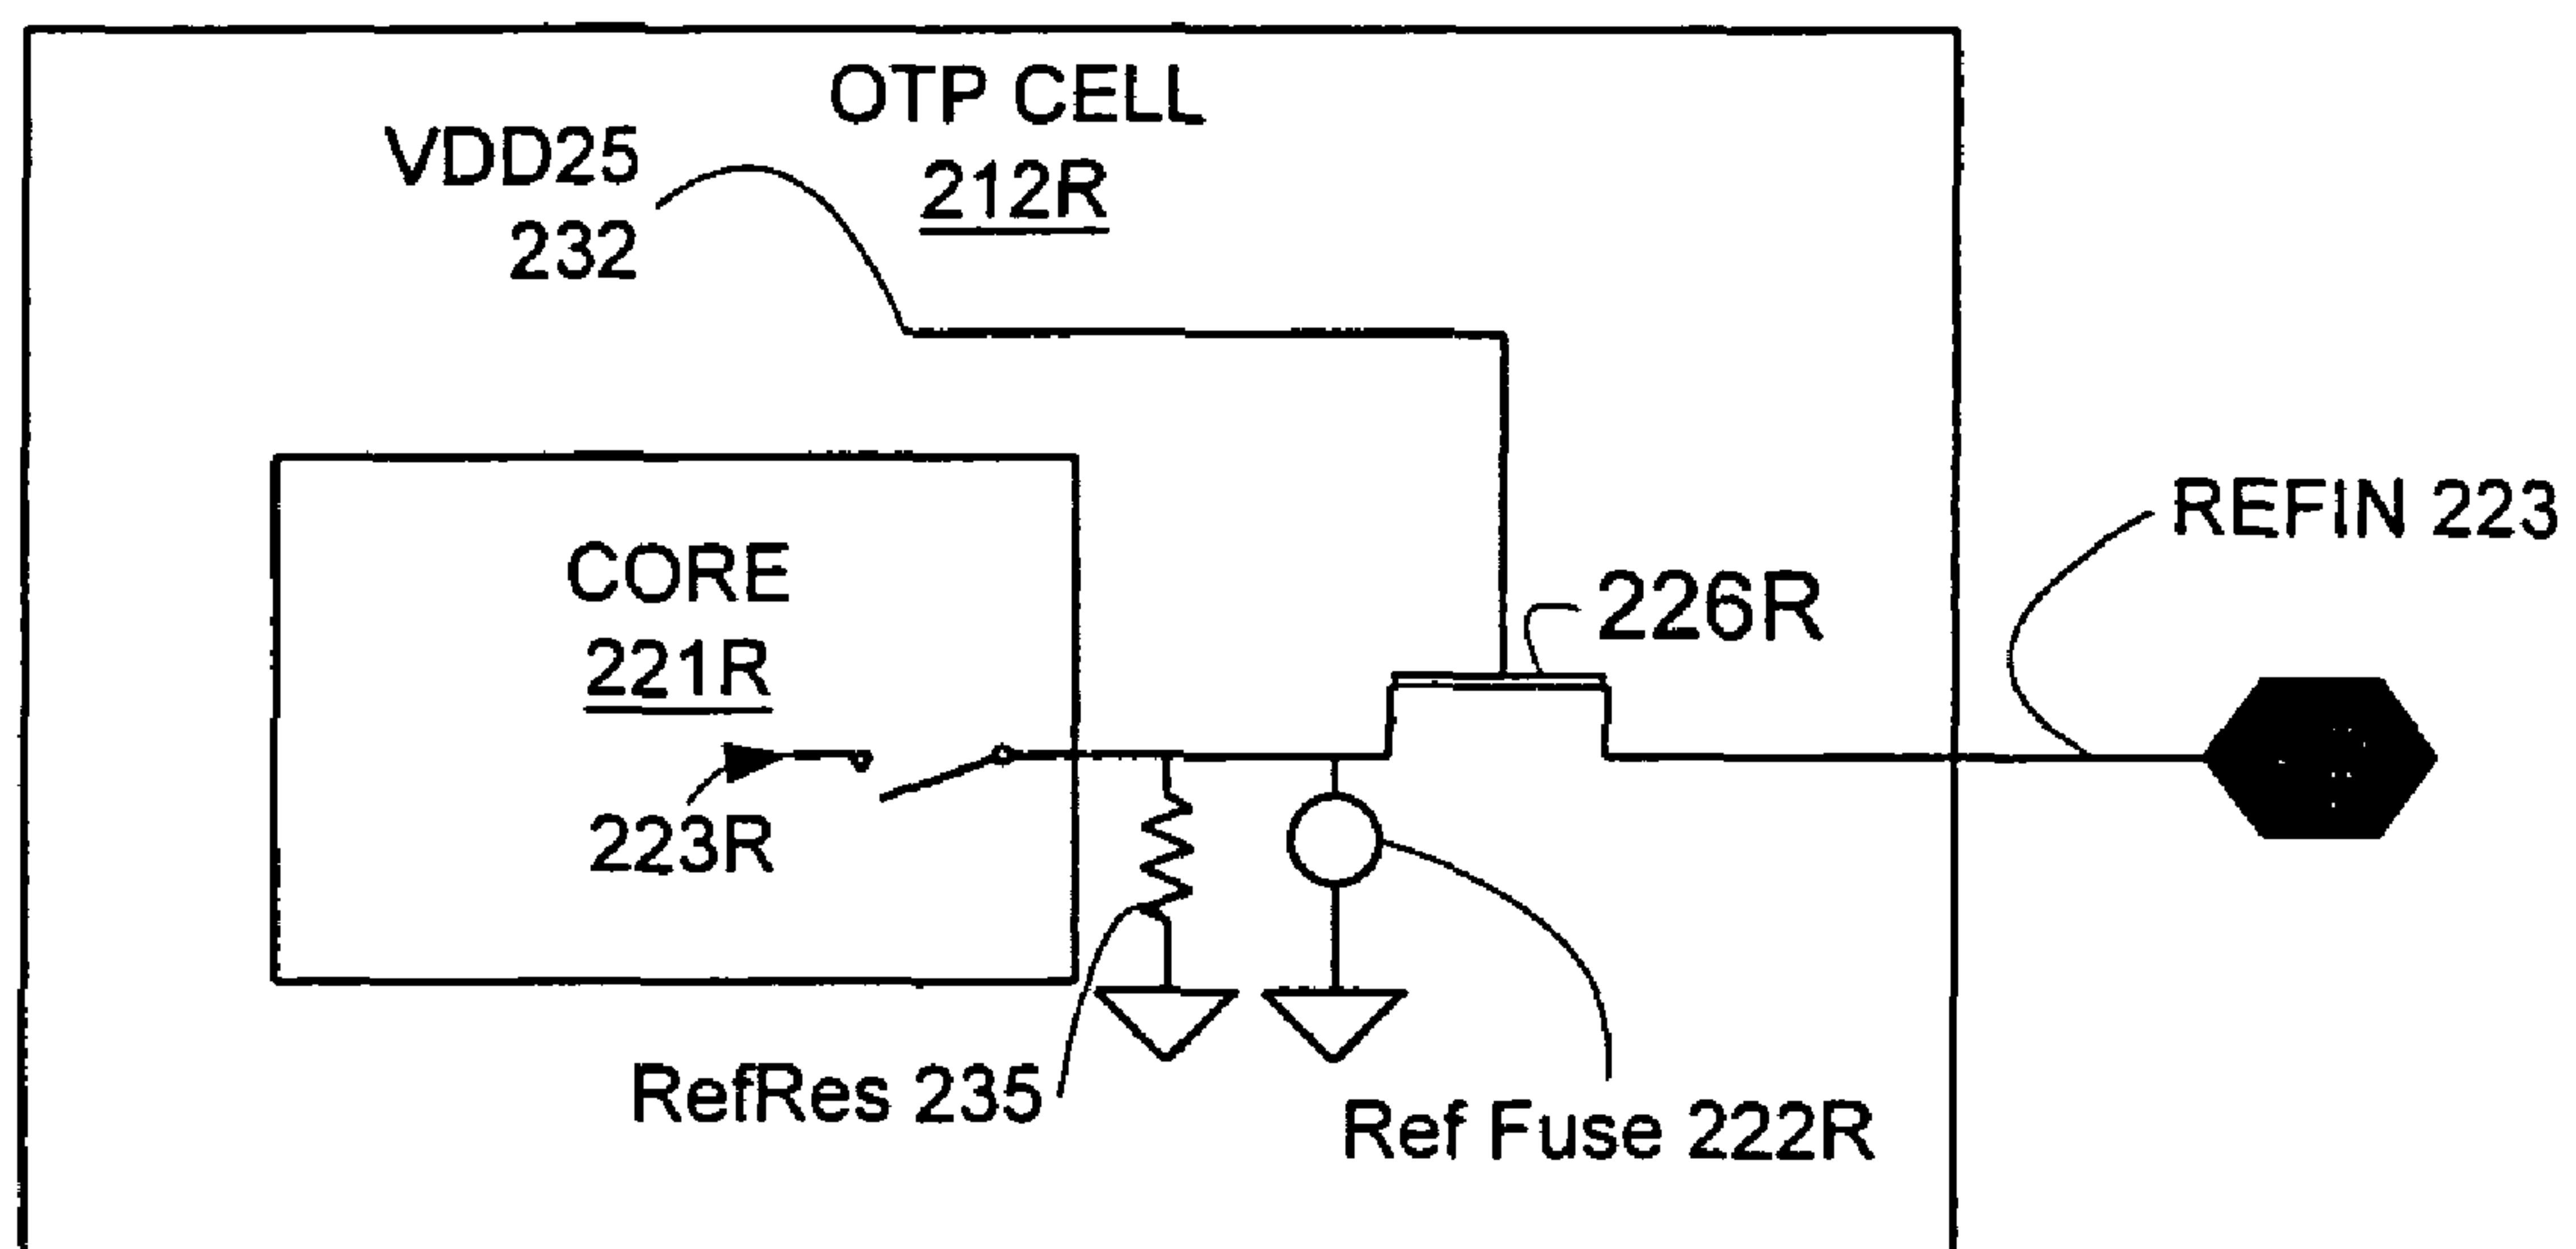 OTP CELL
212R
VDD25
232
CORE
221R
223R
226R
REFIN 223
RefRes 235
Ref Fuse 222R